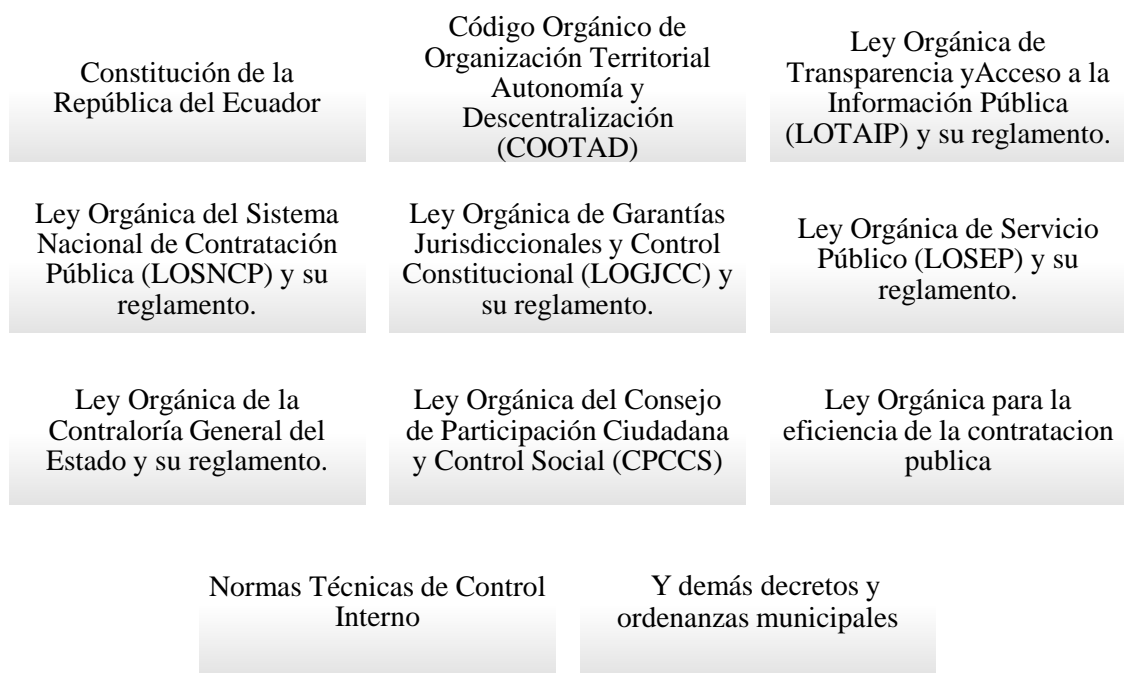 Constitución de la
República del Ecuador
Código Orgánico de
Organización Territorial
Autonomía y
Descentralización
(COOTAD)
Ley Orgánica de
Transparencia yAcceso a la
Información Pública
(LOTAIP) y su reglamento.
Ley Orgánica del Sistema
Nacional de Contratación
Pública (LOSNCP) y su
reglamento.
Ley Orgánica de Garantías
Jurisdiccionales y Control
Constitucional (LOGJCC) y
su reglamento.
Ley Orgánica de Servicio
Público (LOSEP) y su
reglamento.
Ley Orgánica de la
Contraloría General del
Estado y su reglamento.
Ley Orgánica del Consejo
de Participación Ciudadana
y Control Social (CPCCS)
Ley Orgánica para la
eficiencia de la contratacion
publica
Normas Técnicas de Control
Interno
Y demás decretos y
ordenanzas municipales